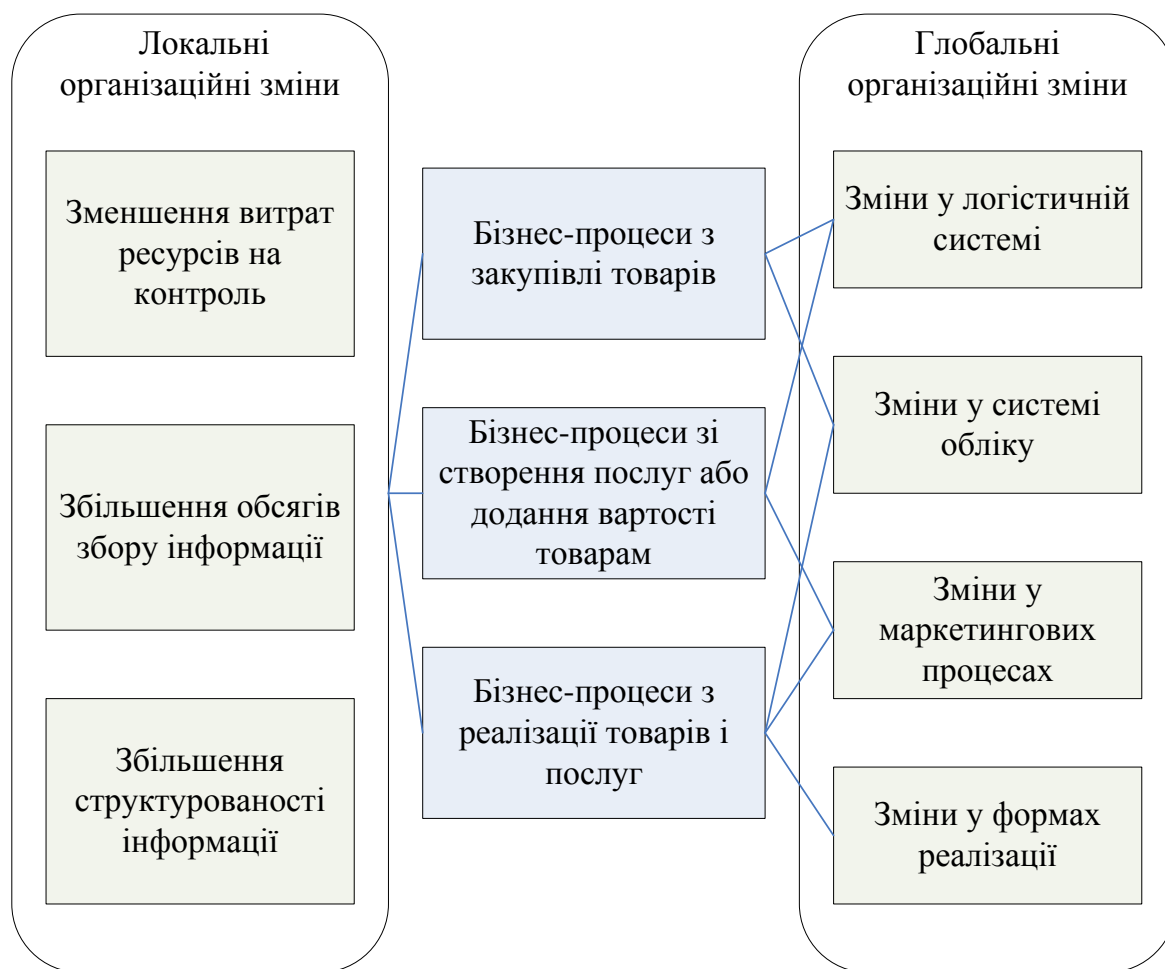 Локальні
організаційні зміни
Зменшення витрат
ресурсів на
контроль
Збільшення обсягів
збору інформації
Збільшення
структурованості
інформації
Бізнес-процеси з
закупівлі товарів
Бізнес-процеси зі
створення послуг або
додання вартості
товарам
Бізнес-процеси з
реалізації товарів і
послуг
Глобальні
організаційні зміни
Зміни у логістичній
системі
Зміни у системі
обліку
Зміни у
маркетингових
процесах
Зміни у формах
реалізації